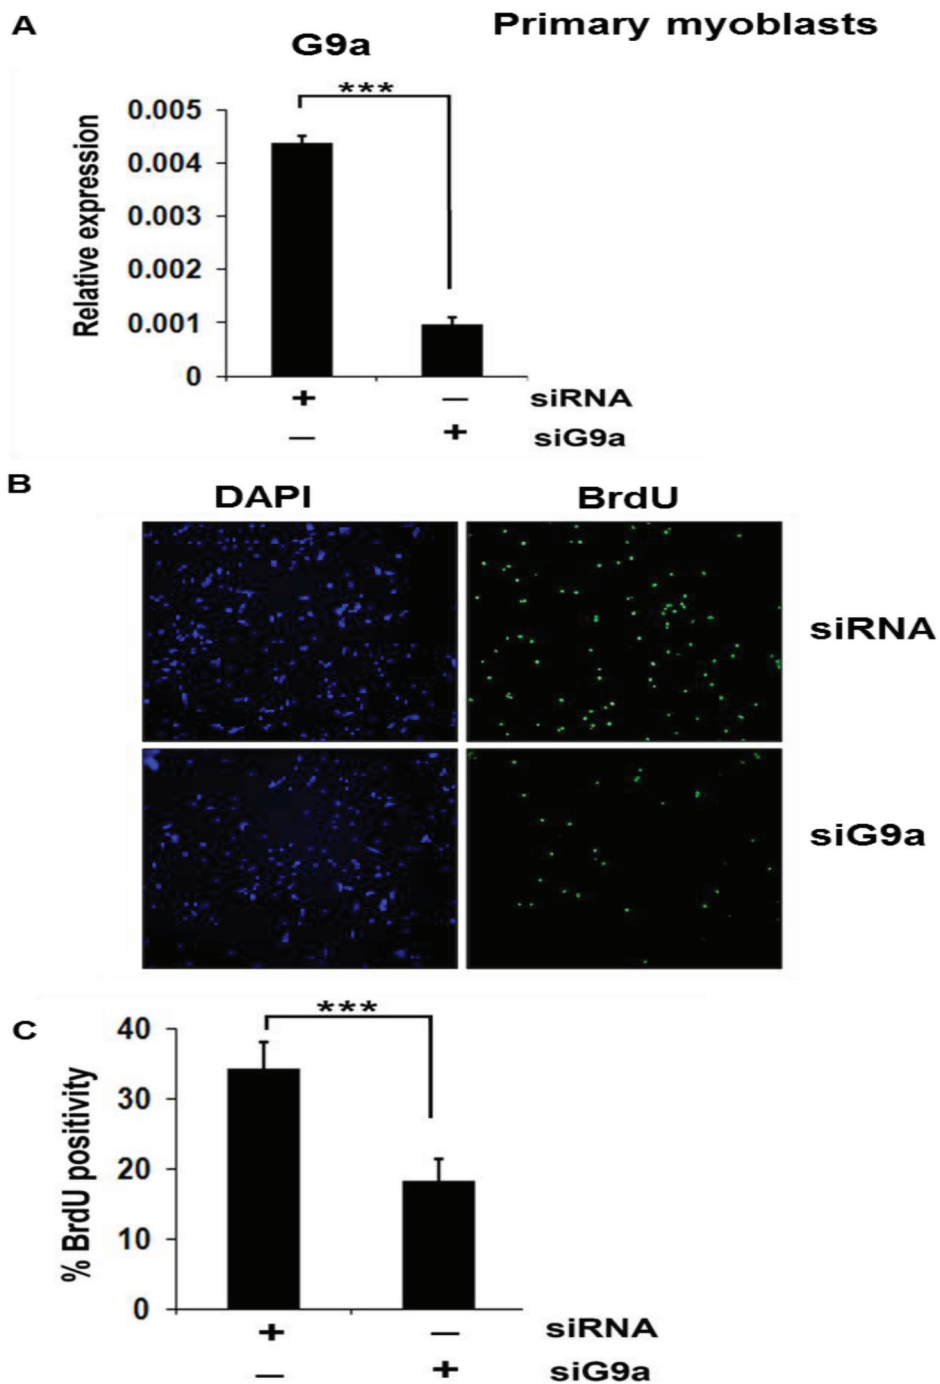 A
Primary myoblasts
G9a
***
Relative expression
0.005
0.004
0.003
0.002
0.001
0
+ — siRNA
— + siG9a
B
DAPI BrdU
siRNA
siG9a
C
***
% BrdU positivity
40
30
20
10
0
+ — siRNA
— + siG9a